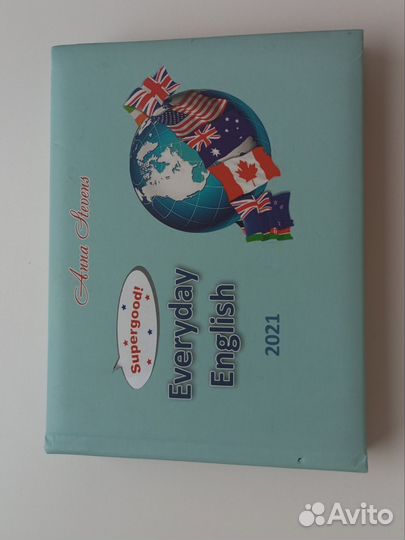 Anna Stevens
Supergood!
Everyday
English
2021
Avito